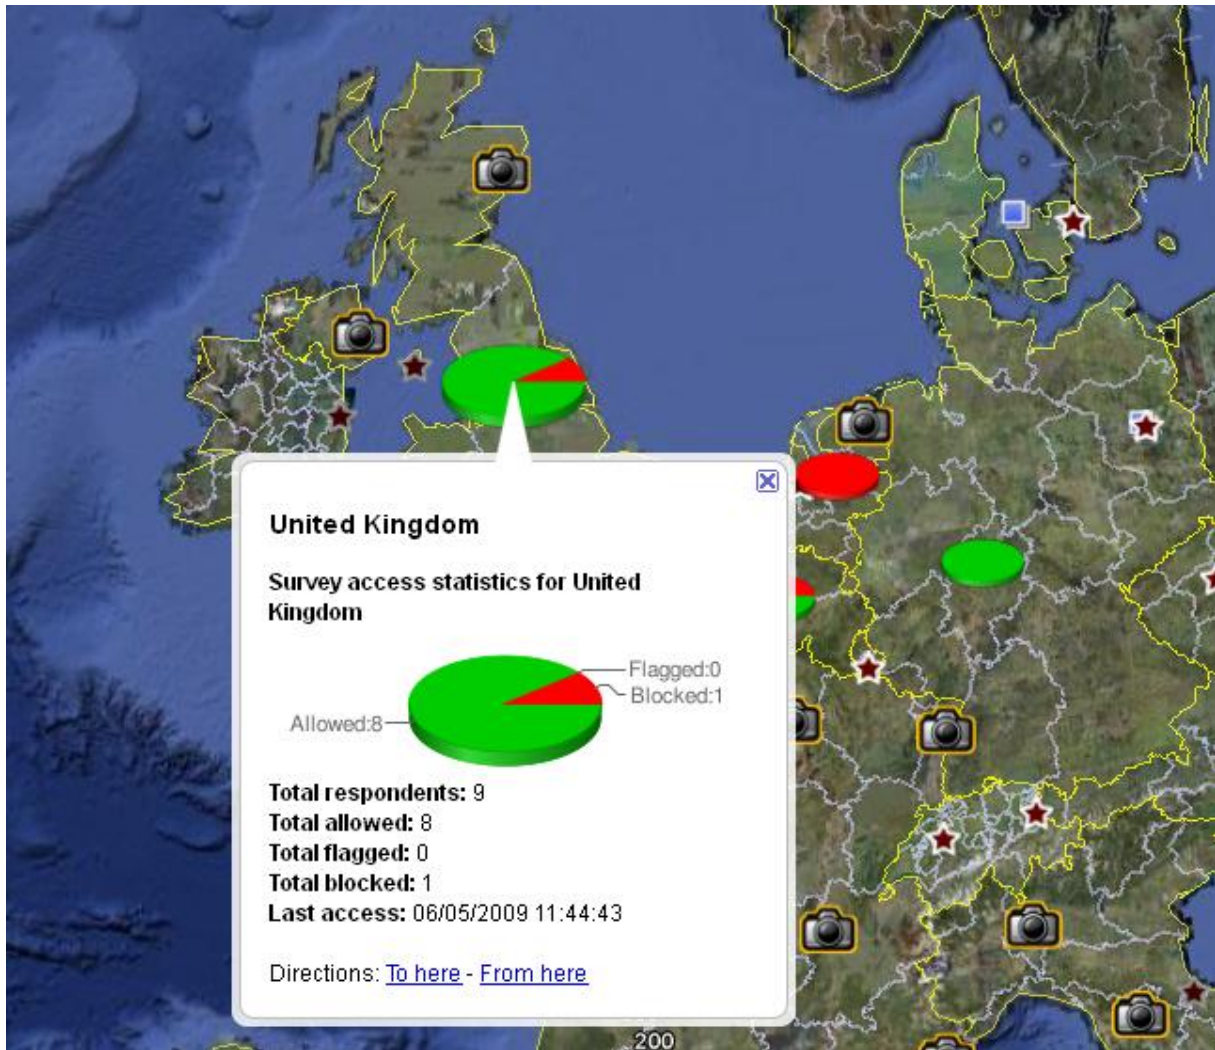 United Kingdom
Survey access statistics for United
Kingdom
Flagged:0
Blocked:1
Allowed:8
Total respondents: 9
Total allowed: 8
Total flagged: 0
Total blocked: 1
Last access: 06/05/2009 11:44:43
Directions: To here - From here
200